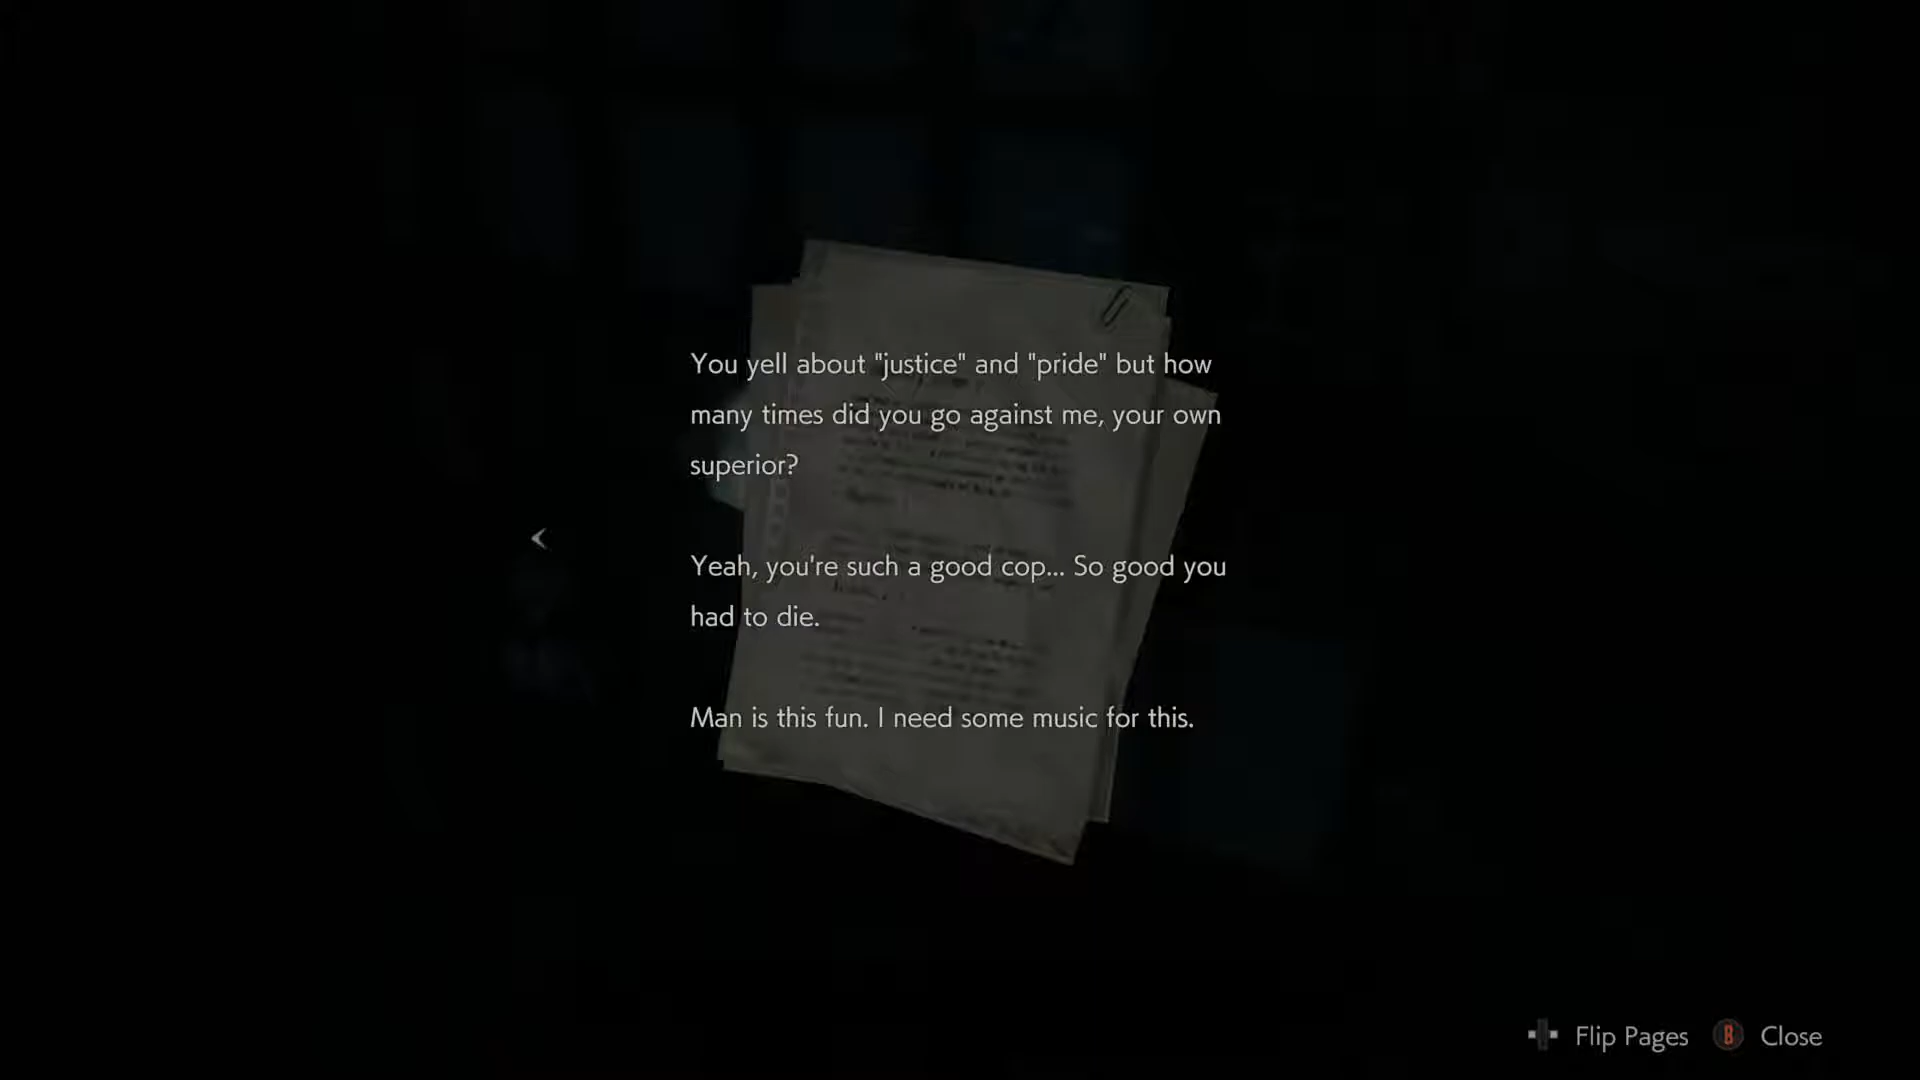 You yell about "justice" and "pride" but how
many times did you go against me, your own
superior?
Yeah, you're such a good cop... So good you
had to die.
Man is this fun. I need some music for this.
Flip Pages B Close